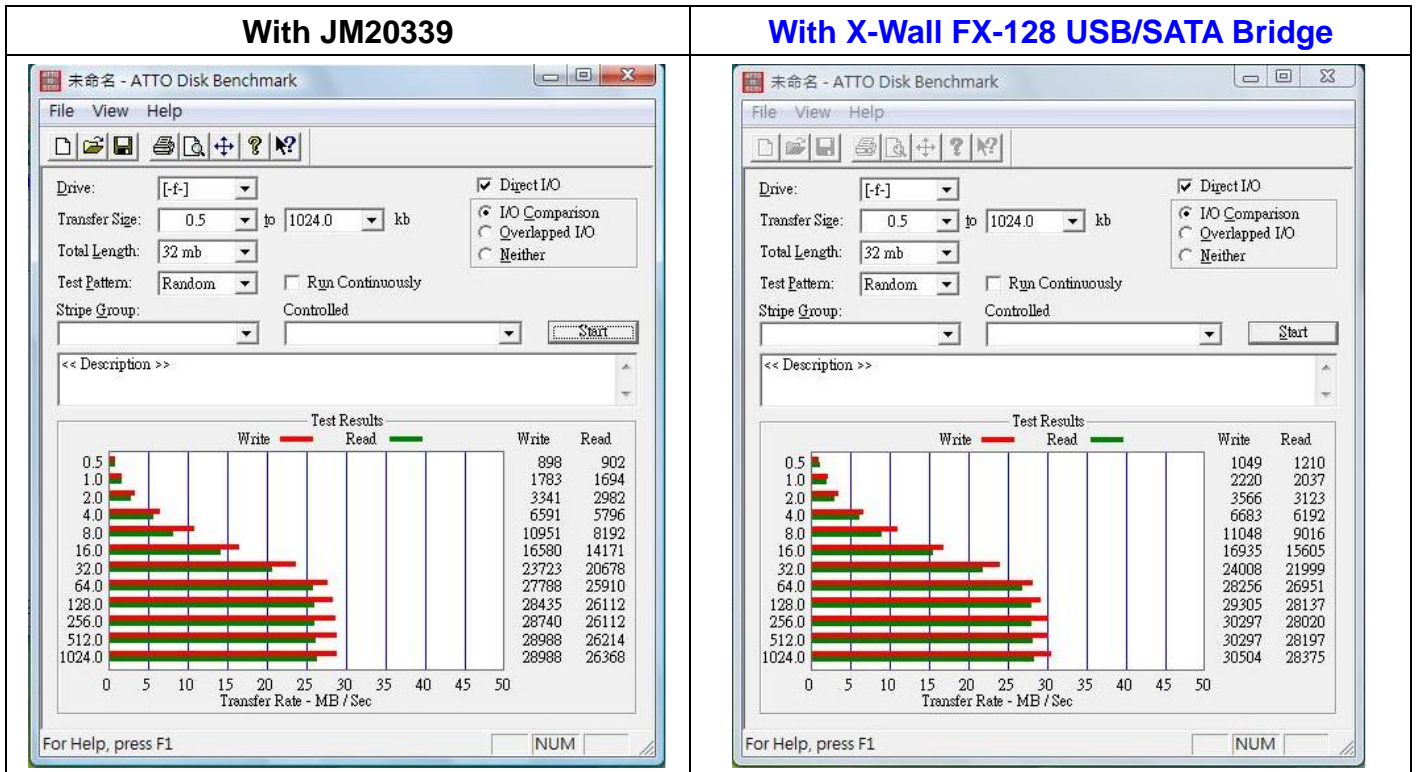 With JM20339
未命名 - ATTO Disk Benchmark
File View Help
Drive: [-f-]
Direct I/O
Transfer Size: 0.5 to 1024.0 kb
I/O Comparison
Overlapped I/O
Total Length: 32 mb
Neither
Test Pattern: Random
Run Continuously
Stripe Group: Controlled
Start
<< Description >>
Test Results
Write Read Write Read
0.5 898 902
1.0 1783 1694
2.0 3341 2982
4.0 6591 5796
8.0 10951 8192
16.0 16580 14171
32.0 23723 20678
64.0 27788 25910
128.0 28435 26112
256.0 28740 26112
512.0 28988 26214
1024.0 28988 26368
0 5 10 15 20 25 30 35 40 45 50
Transfer Rate - MB / Sec
For Help, press F1 NUM
With X-Wall FX-128 USB/SATA Bridge
未命名 - ATTO Disk Benchmark
File View Help
Drive: [-f-]
Direct I/O
Transfer Size: 0.5 to 1024.0 kb
I/O Comparison
Overlapped I/O
Total Length: 32 mb
Neither
Test Pattern: Random
Run Continuously
Stripe Group: Controlled
Start
<< Description >>
Test Results
Write Read Write Read
0.5 1049 1210
1.0 2220 2037
2.0 3566 3123
4.0 6683 6192
8.0 11048 9016
16.0 16935 15605
32.0 24008 21999
64.0 28256 26951
128.0 29305 28137
256.0 30297 28020
512.0 30297 28197
1024.0 30504 28375
0 5 10 15 20 25 30 35 40 45 50
Transfer Rate - MB / Sec
For Help, press F1 NUM